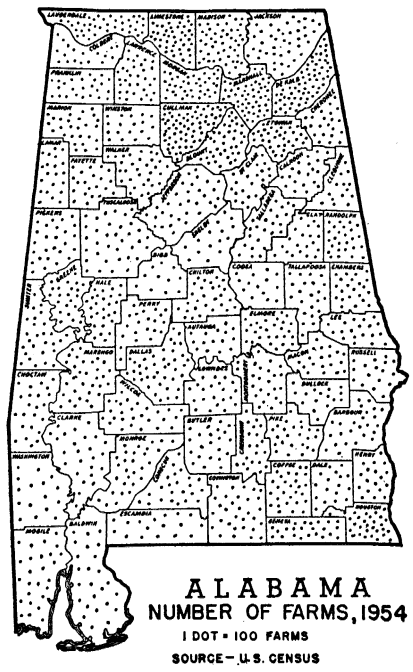 LAUDERDALE
LIMESTONE
MADISON
JACKSON
COLBERT
LAWRENCE
MORGAN
FRANKLIN
MARSHALL
DE KALB
CHEROKEE
MARION
WINSTON
CULLMAN
ETOWAH
BLOUNT
LAMAR
FAYETTE
WALKER
JEFFERSON
ST CLAIR
CALHOUN
CLEBURNE
TUSCALOOSA
SHELBY
TALLADEGA
CLAY
RANDOLPH
PICKENS
BIBB
CHILTON
COOSA
TALLAPOOSA
CHAMBERS
GREENE
HALE
SUMTER
PERRY
AUTAUGA
ELMORE
LEE
MARENGO
DALLAS
LOWNDES
MONTGOMERY
MACON
RUSSELL
CHOCTAW
WILCOX
BULLOCK
BARBOUR
CLARKE
MONROE
BUTLER
CRENSHAW
PIKE
WASHINGTON
CONECUH
COVINGTON
COFFEE
DALE
HENRY
ESCAMBIA
GENEVA
HOUSTON
MOBILE
BALDWIN
ALABAMA
NUMBER OF FARMS, 1954
1 DOT = 100 FARMS
SOURCE - U.S. CENSUS